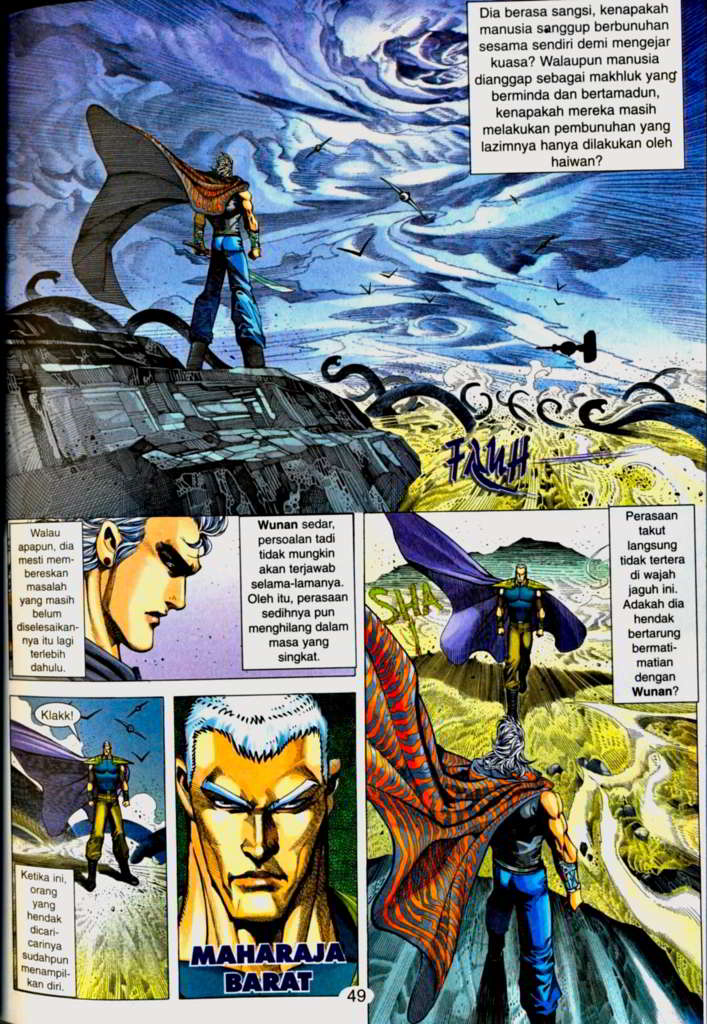 Dia berasa sangsi, kenapakah
manusia sanggup berbunuhan
sesama sendiri demi mengejar
kuasa? Walaupun manusia
dianggap sebagai makhluk yang
berminda dan bertamadun,
kenapakah mereka masih
melakukan pembunuhan yang
lazimnya hanya dilakukan oleh
haiwan?
Walau
apapun, dia
mesti mem-
bereskan
masalah
yang masih
belum
diselesaikan-
nya itu lagi
terlebih
dahulu.
Wunan sedar,
persoalan tadi
tidak mungkin
akan terjawab
selama-lamanya.
Oleh itu, perasaan
sedihnya pun
menghilang dalam
masa yang
singkat.
SHA
Perasaan
takut
langsung
tidak tertera
di wajah
jaguh ini.
Adakah dia
hendak
bertarung
bermati-
matian
dengan
Wunan?
Klakk!
Ketika ini,
orang
yang
hendak
dicari-
carinya
sudahpun
menampil-
kan diri.
MAHARAJA
BARAT
49